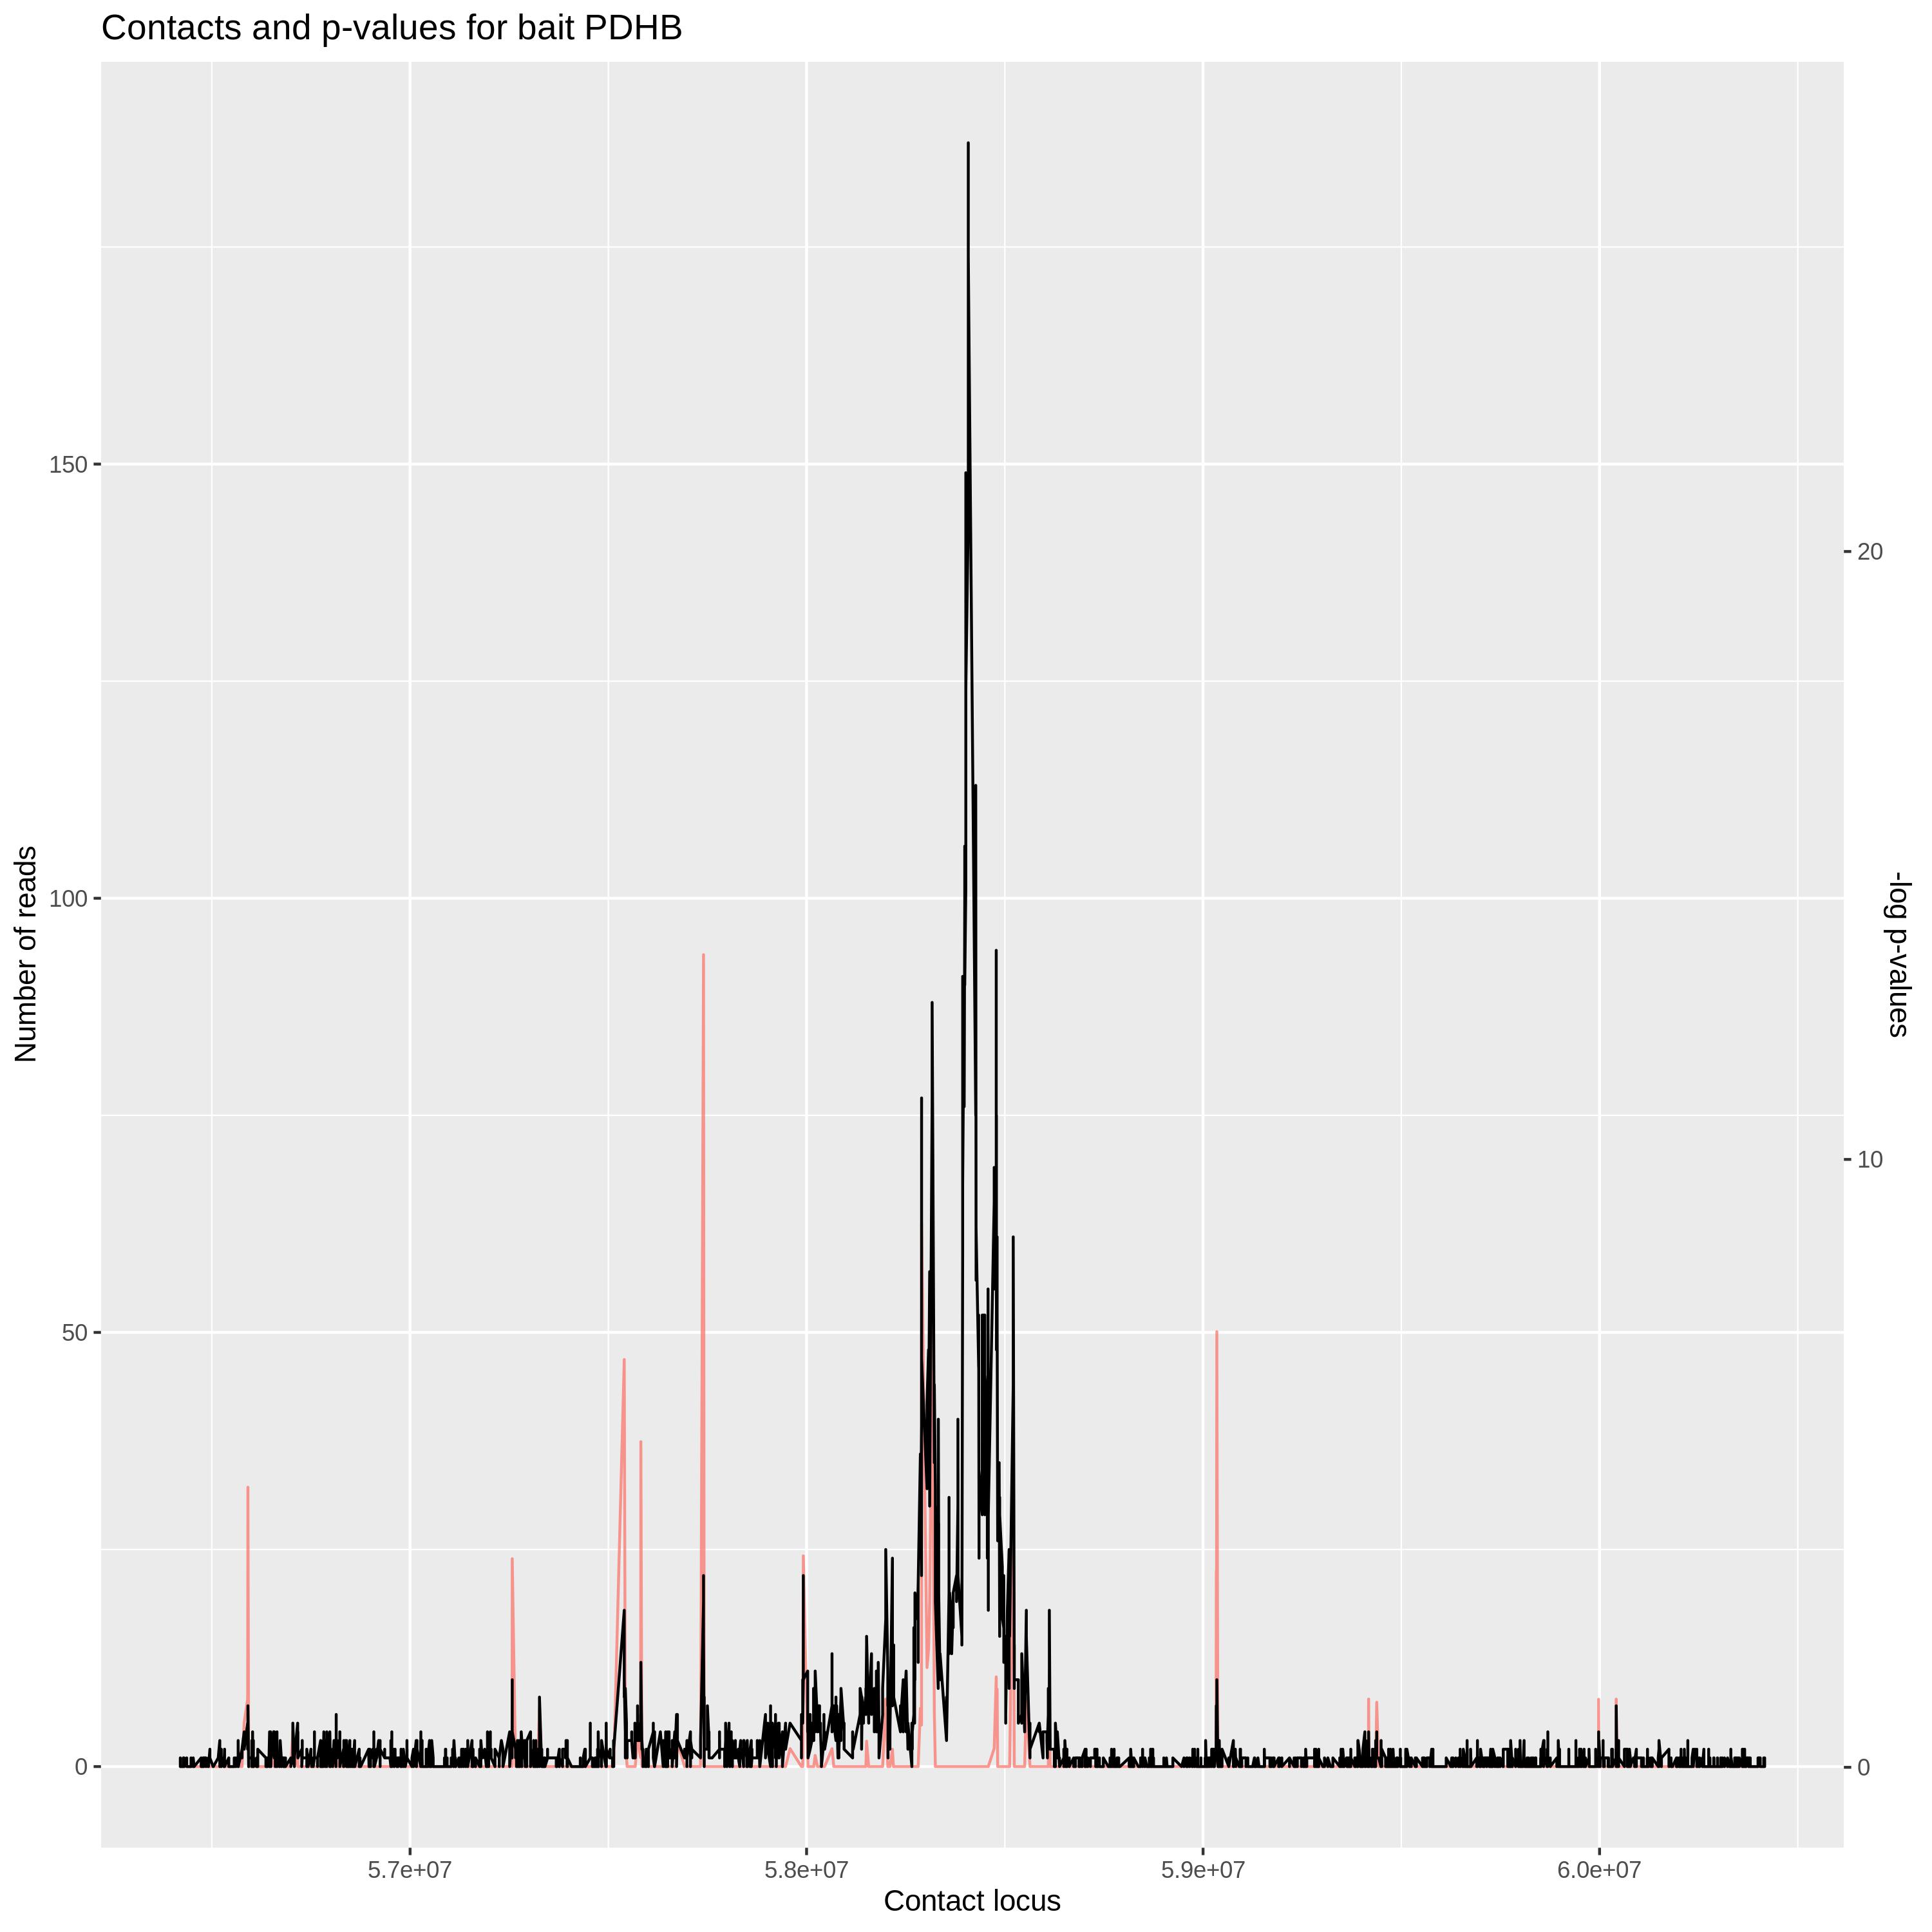 Contacts and p-values for bait PDHB
Number of reads
150
100
50
0
20
10
0
-log p-values
5.7e+07
5.8e+07
5.9e+07
6.0e+07
Contact locus